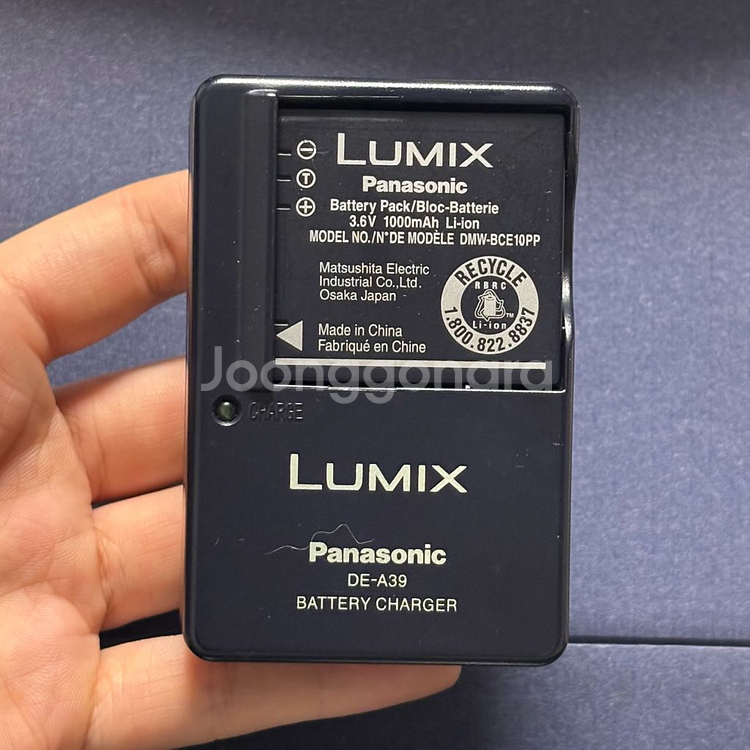 LUMIX
Panasonic
Battery Pack/Bloc-Batterie
3.6V 1000mAh Li-ion
MODEL NO./N°DE MODÈLE DMW-BCE10PP
Matsushita Electric
Industrial Co.,Ltd.
Osaka Japan
RECYCLE
RBRC
Li-ion
TM
1.800.822.8837
Made in China
Fabriqué en Chine
T
Joonggonara
CHARGE
LUMIX
Panasonic
DE-A39
BATTERY CHARGER